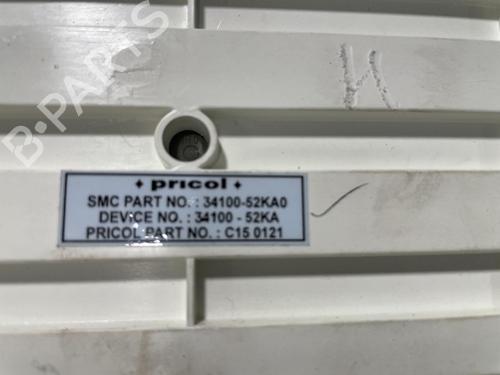 B-PARTS
И
pricol
SMC PART NO. : 34100-52KA0
DEVICE NO. : 34100 - 52KA
PRICOL PART NO. : C15 0121